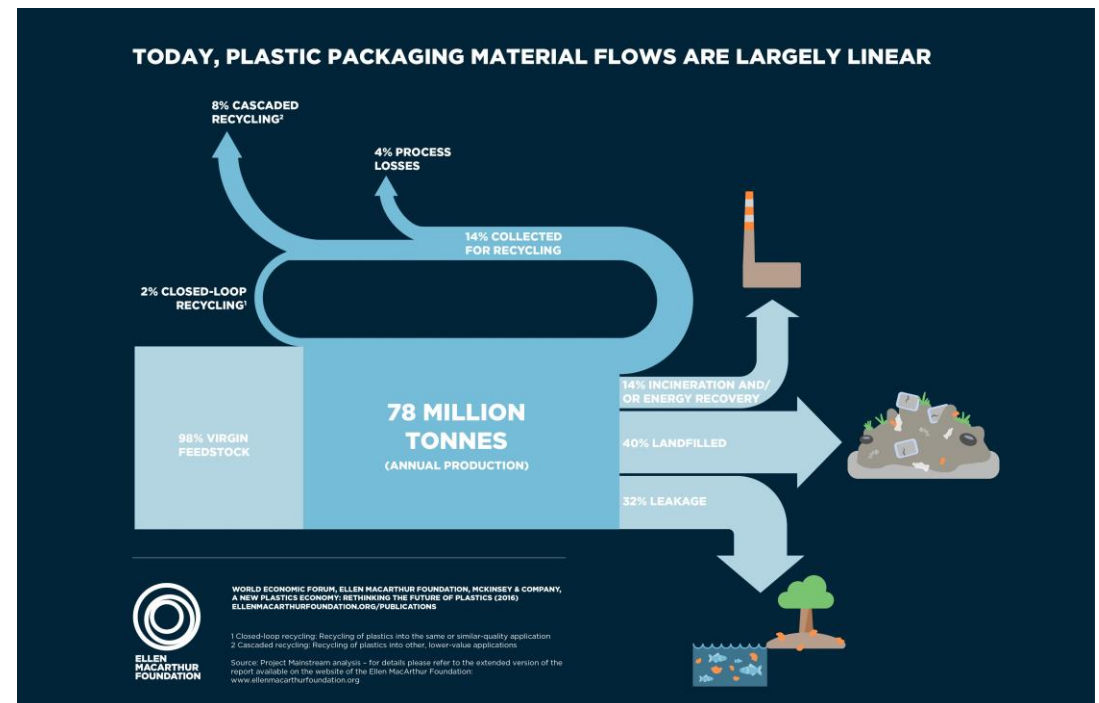 TODAY, PLASTIC PACKAGING MATERIAL FLOWS ARE LARGELY LINEAR
8% CASCADED
RECYCLING²
4% PROCESS
LOSSES
14% COLLECTED
FOR RECYCLING
2% CLOSED-LOOP
RECYCLING¹
98% VIRGIN
FEEDSTOCK
78 MILLION
TONNES
(ANNUAL PRODUCTION)
14% INCINERATION AND/
OR ENERGY RECOVERY
40% LANDFILLED
32% LEAKAGE
ELLEN
MACARTHUR
FOUNDATION
WORLD ECONOMIC FORUM, ELLEN MACARTHUR FOUNDATION, MCKINSEY & COMPANY,
A NEW PLASTICS ECONOMY: RETHINKING THE FUTURE OF PLASTICS (2016)
ELLENMACARTHURFOUNDATION.ORG/PUBLICATIONS
1 Closed-loop recycling: Recycling of plastics into the same or similar-quality application
2 Cascaded recycling: Recycling of plastics into other, lower-value applications
Source: Project Mainstream analysis – for details please refer to the extended version of the
report available on the website of the Ellen MacArthur Foundation:
www.ellenmacarthurfoundation.org